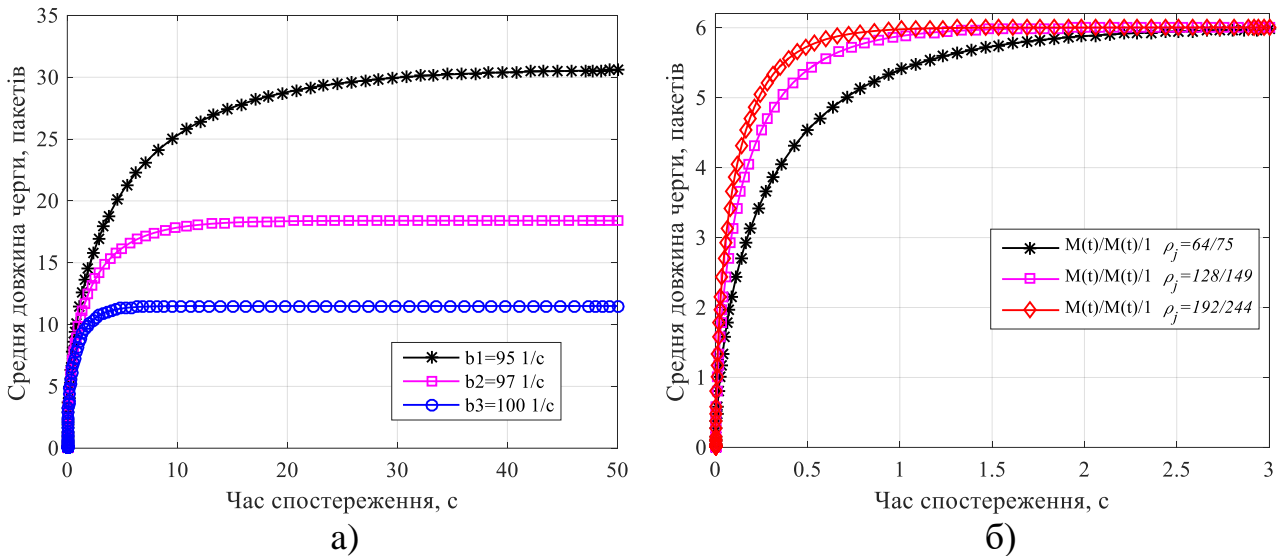 Средня довжина черги, пакетів
35
30
25
20
15
10
5
0
b1=95 1/c
b2=97 1/c
b3=100 1/c
0 10 20 30 40 50
Час спостереження, с
а)
Средня довжина черги, пакетів
6
5
4
3
2
1
0
M(t)/M(t)/1 ρj=64/75
M(t)/M(t)/1 ρj=128/149
M(t)/M(t)/1 ρj=192/244
0 0.5 1 1.5 2 2.5 3
Час спостереження, с
б)